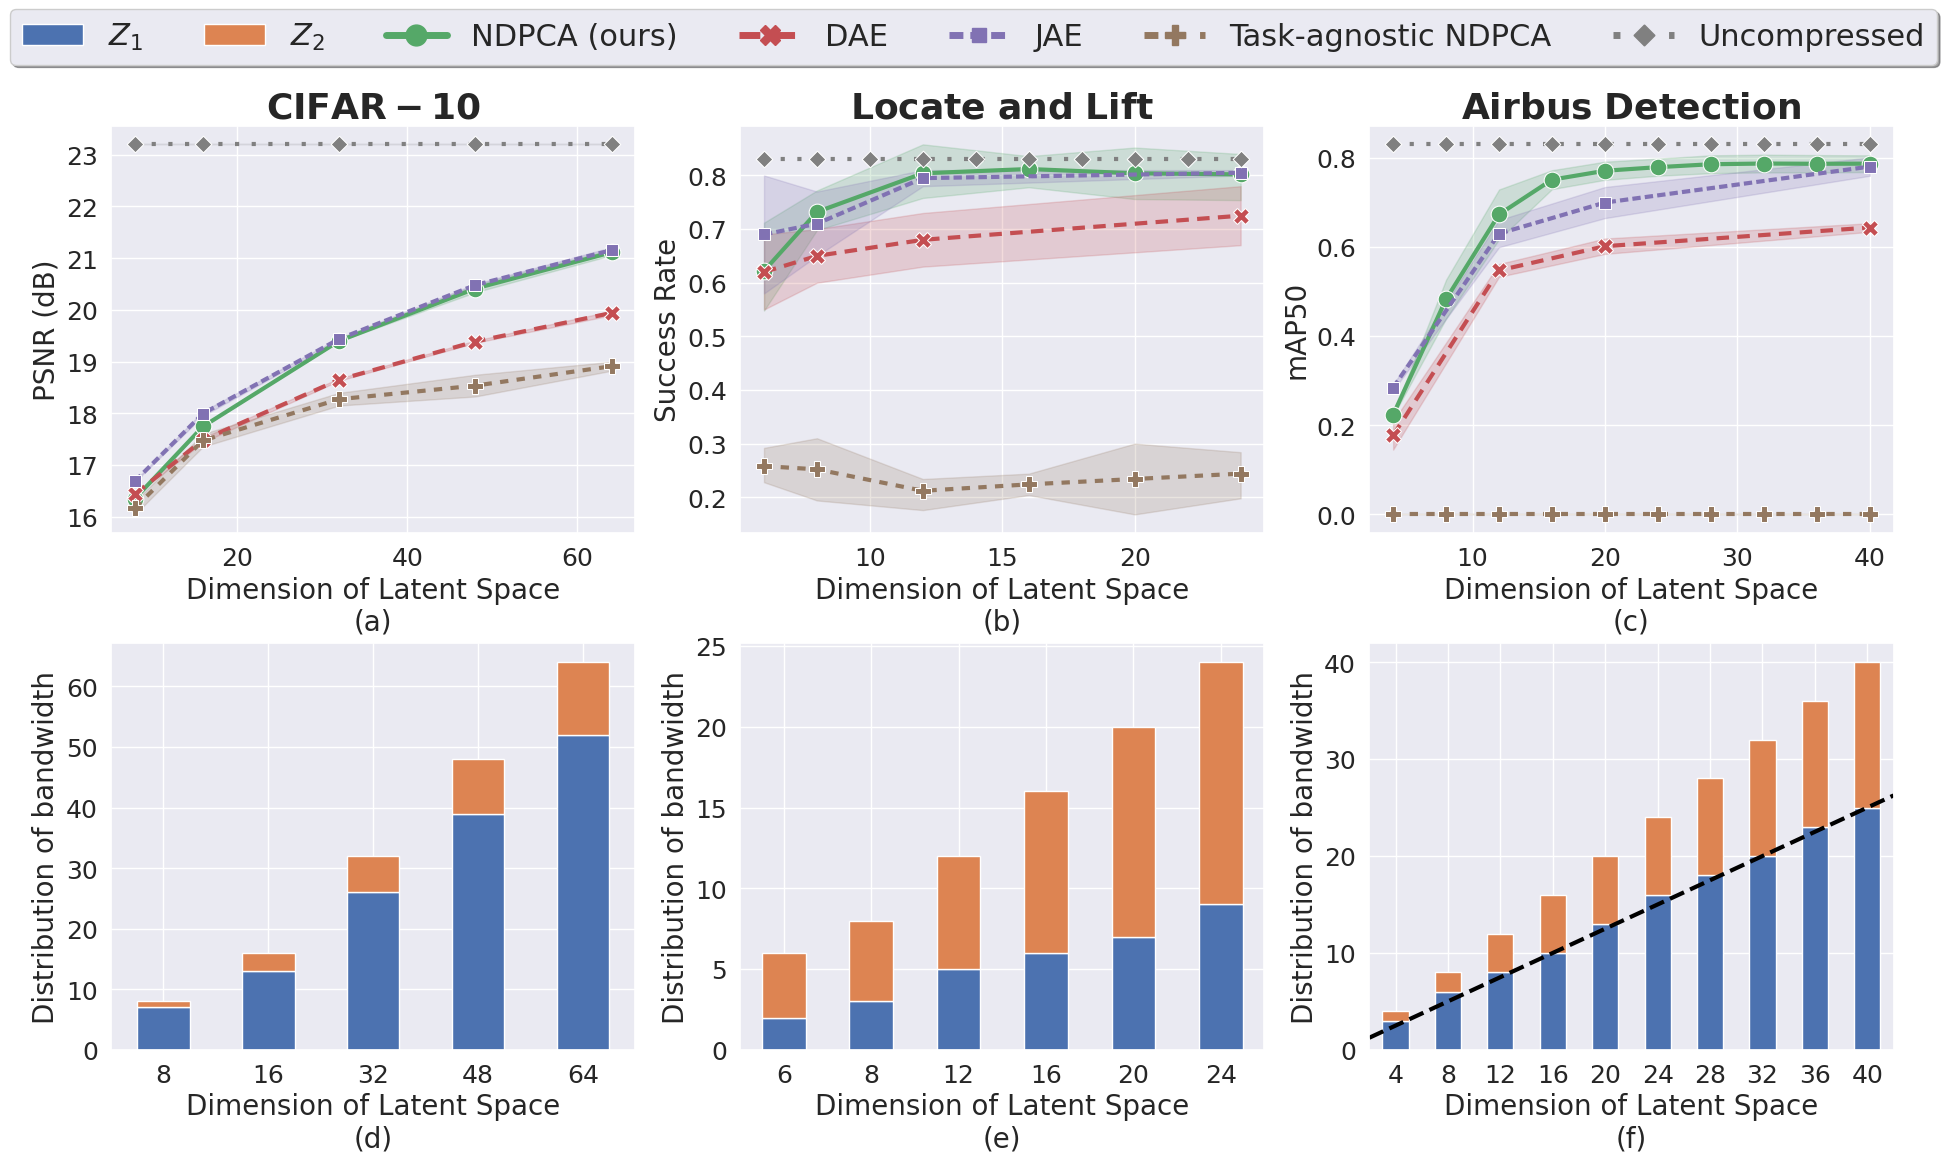 Z1 Z2 NDPCA (ours) DAE JAE Task-agnostic NDPCA Uncompressed
CIFAR − 10
PSNR (dB)
23
22
21
20
19
18
17
16
20 40 60
Dimension of Latent Space
(a)
Locate and Lift
Success Rate
0.8
0.7
0.6
0.5
0.4
0.3
0.2
10 15 20
Dimension of Latent Space
(b)
Airbus Detection
mAP50
0.8
0.6
0.4
0.2
0.0
10 20 30 40
Dimension of Latent Space
(c)
Distribution of bandwidth
60
50
40
30
20
10
0
8 16 32 48 64
Dimension of Latent Space
(d)
Distribution of bandwidth
25
20
15
10
5
0
6 8 12 16 20 24
Dimension of Latent Space
(e)
Distribution of bandwidth
40
30
20
10
0
4 8 12 16 20 24 28 32 36 40
Dimension of Latent Space
(f)